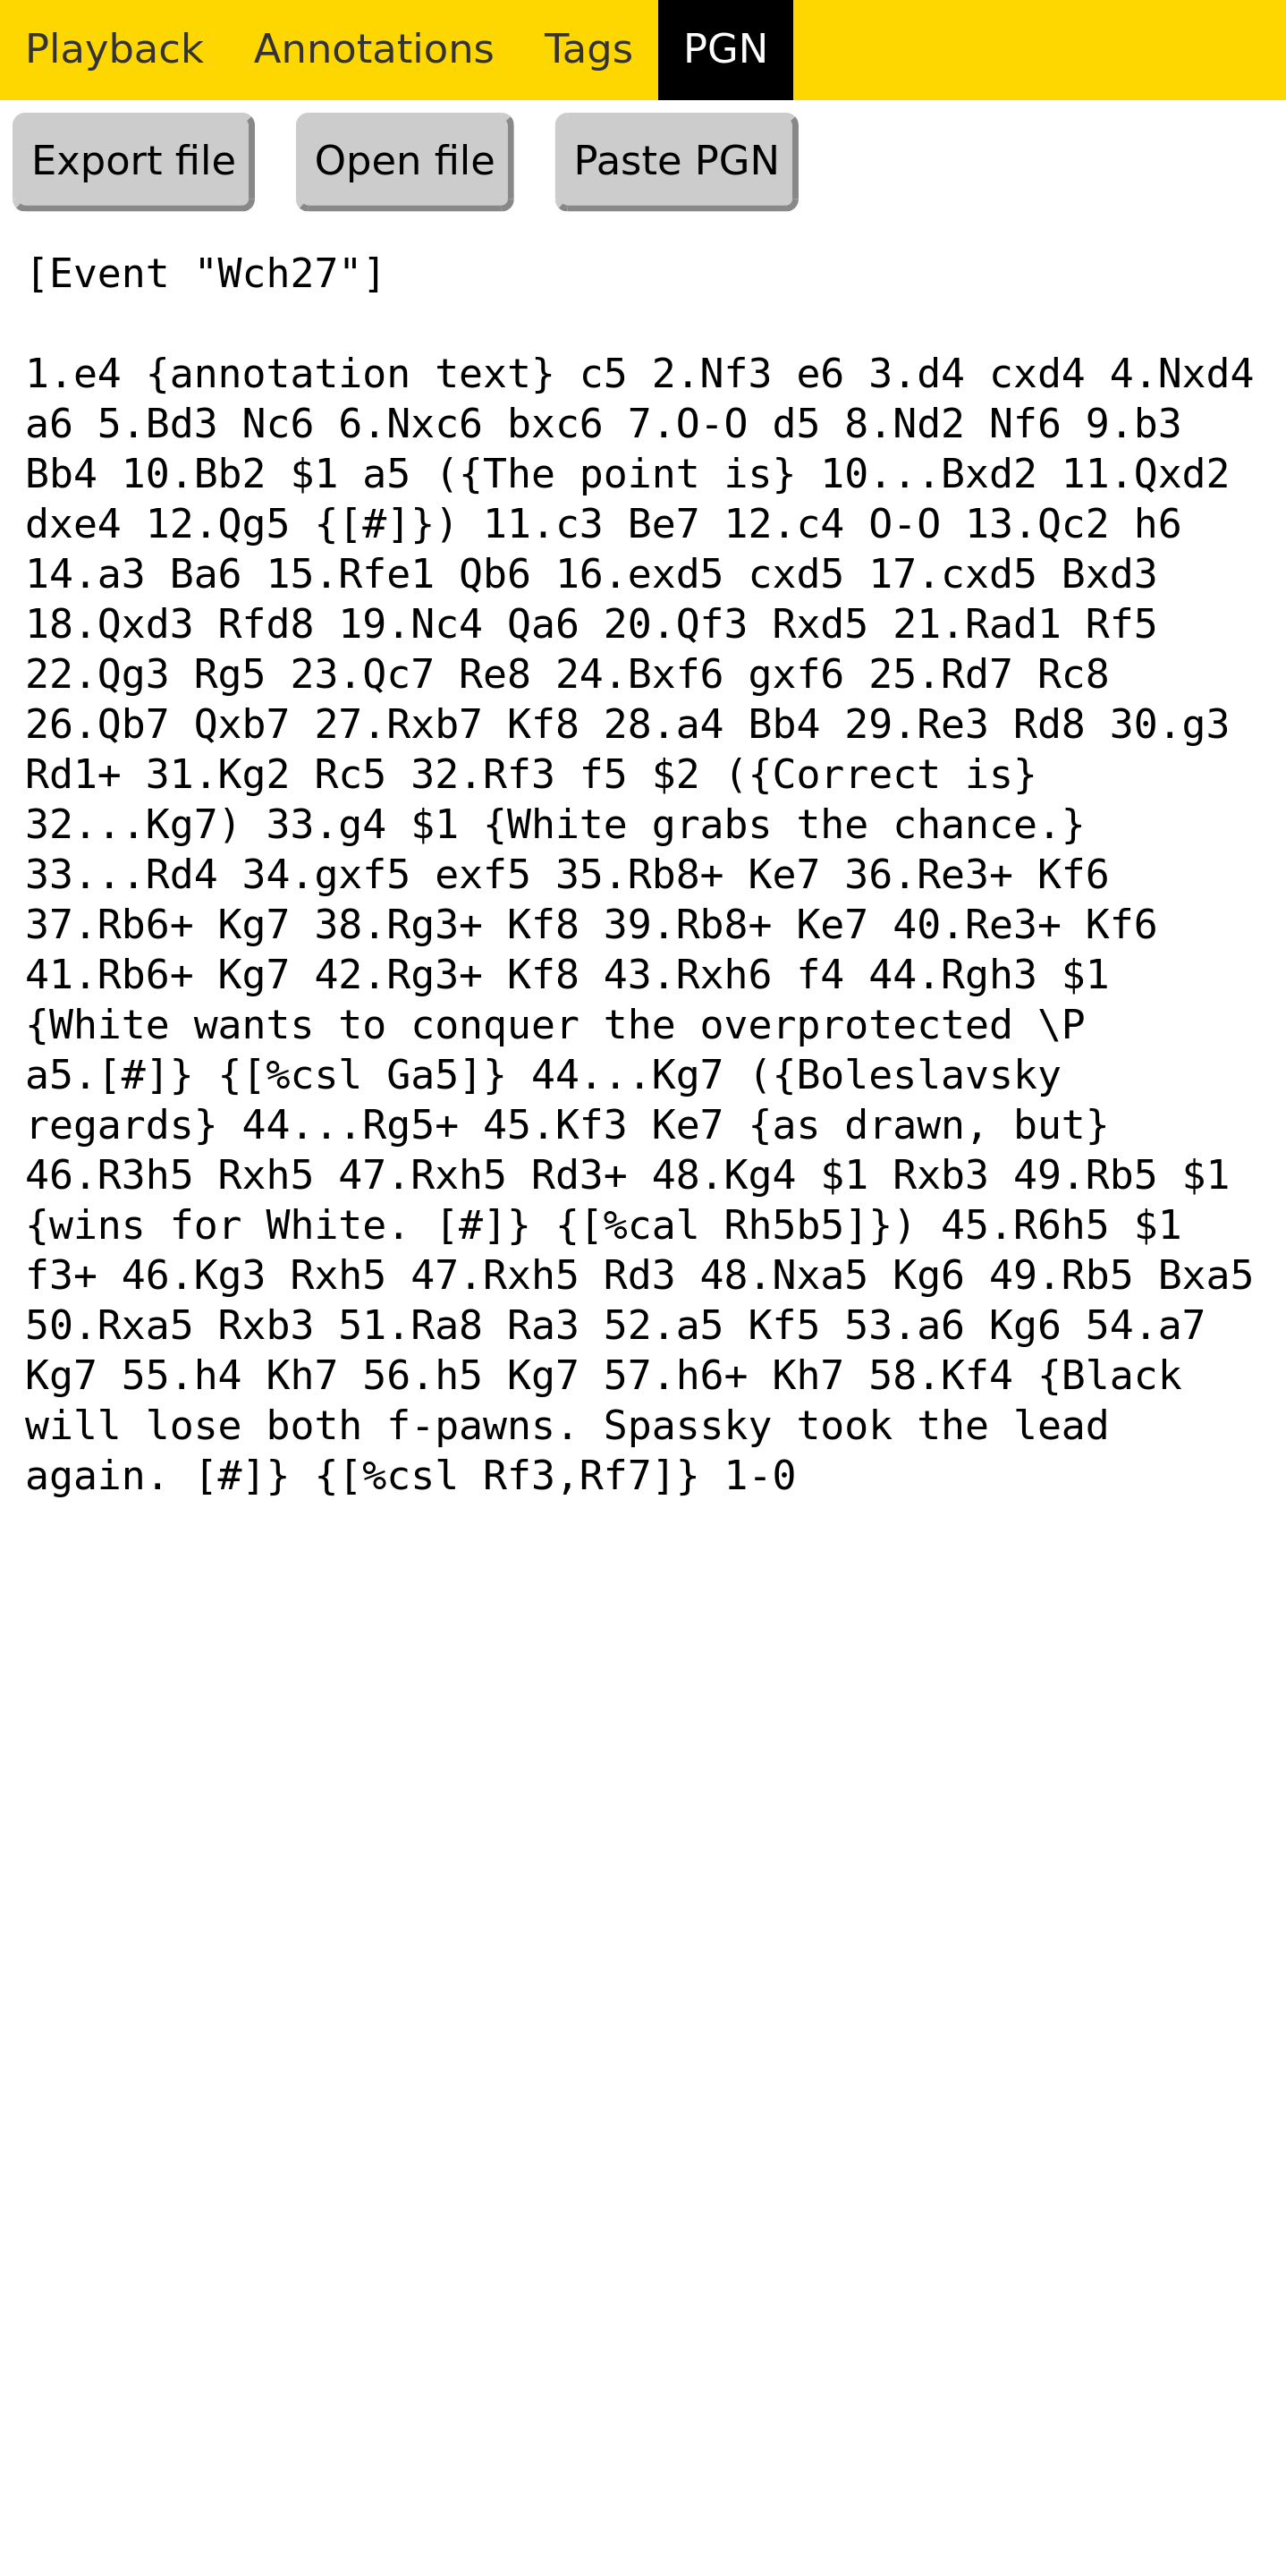 Playback Annotations Tags PGN
Export file Open file Paste PGN
[Event "Wch27"]
1.e4 {annotation text} c5 2.Nf3 e6 3.d4 cxd4 4.Nxd4
a6 5.Bd3 Nc6 6.Nxc6 bxc6 7.O-O d5 8.Nd2 Nf6 9.b3
Bb4 10.Bb2 $1 a5 ({The point is} 10...Bxd2 11.Qxd2
dxe4 12.Qg5 {[#]}) 11.c3 Be7 12.c4 O-O 13.Qc2 h6
14.a3 Ba6 15.Rfe1 Qb6 16.exd5 cxd5 17.cxd5 Bxd3
18.Qxd3 Rfd8 19.Nc4 Qa6 20.Qf3 Rxd5 21.Rad1 Rf5
22.Qg3 Rg5 23.Qc7 Re8 24.Bxf6 gxf6 25.Rd7 Rc8
26.Qb7 Qxb7 27.Rxb7 Kf8 28.a4 Bb4 29.Re3 Rd8 30.g3
Rd1+ 31.Kg2 Rc5 32.Rf3 f5 $2 ({Correct is}
32...Kg7) 33.g4 $1 {White grabs the chance.}
33...Rd4 34.gxf5 exf5 35.Rb8+ Ke7 36.Re3+ Kf6
37.Rb6+ Kg7 38.Rg3+ Kf8 39.Rb8+ Ke7 40.Re3+ Kf6
41.Rb6+ Kg7 42.Rg3+ Kf8 43.Rxh6 f4 44.Rgh3 $1
{White wants to conquer the overprotected \P
a5.[#]} {[%csl Ga5]} 44...Kg7 ({Boleslavsky
regards} 44...Rg5+ 45.Kf3 Ke7 {as drawn, but}
46.R3h5 Rxh5 47.Rxh5 Rd3+ 48.Kg4 $1 Rxb3 49.Rb5 $1
{wins for White. [#]} {[%cal Rh5b5]}) 45.R6h5 $1
f3+ 46.Kg3 Rxh5 47.Rxh5 Rd3 48.Nxa5 Kg6 49.Rb5 Bxa5
50.Rxa5 Rxb3 51.Ra8 Ra3 52.a5 Kf5 53.a6 Kg6 54.a7
Kg7 55.h4 Kh7 56.h5 Kg7 57.h6+ Kh7 58.Kf4 {Black
will lose both f-pawns. Spassky took the lead
again. [#]} {[%csl Rf3,Rf7]} 1-0